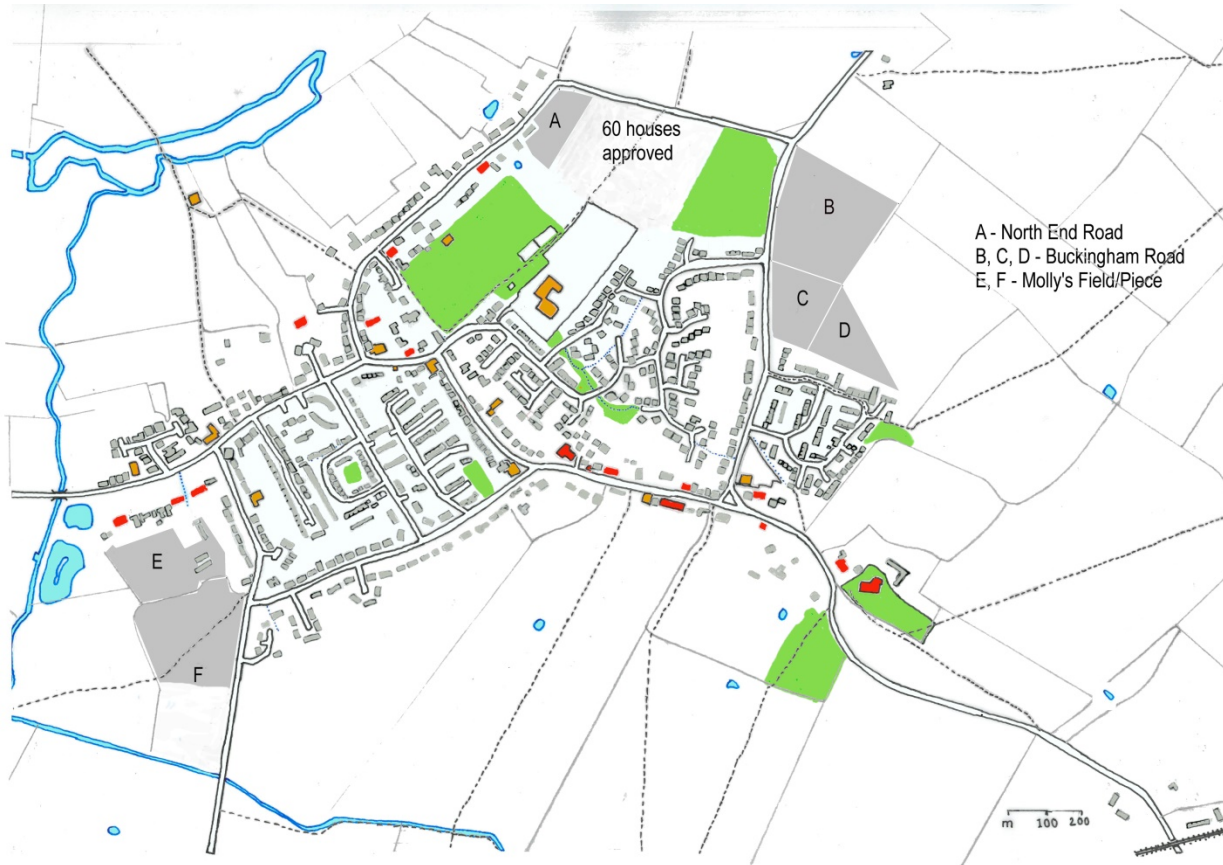 A
60 houses
approved
B
A - North End Road
B, C, D - Buckingham Road
E, F - Molly's Field/Piece
C
D
E
F
m 100 200